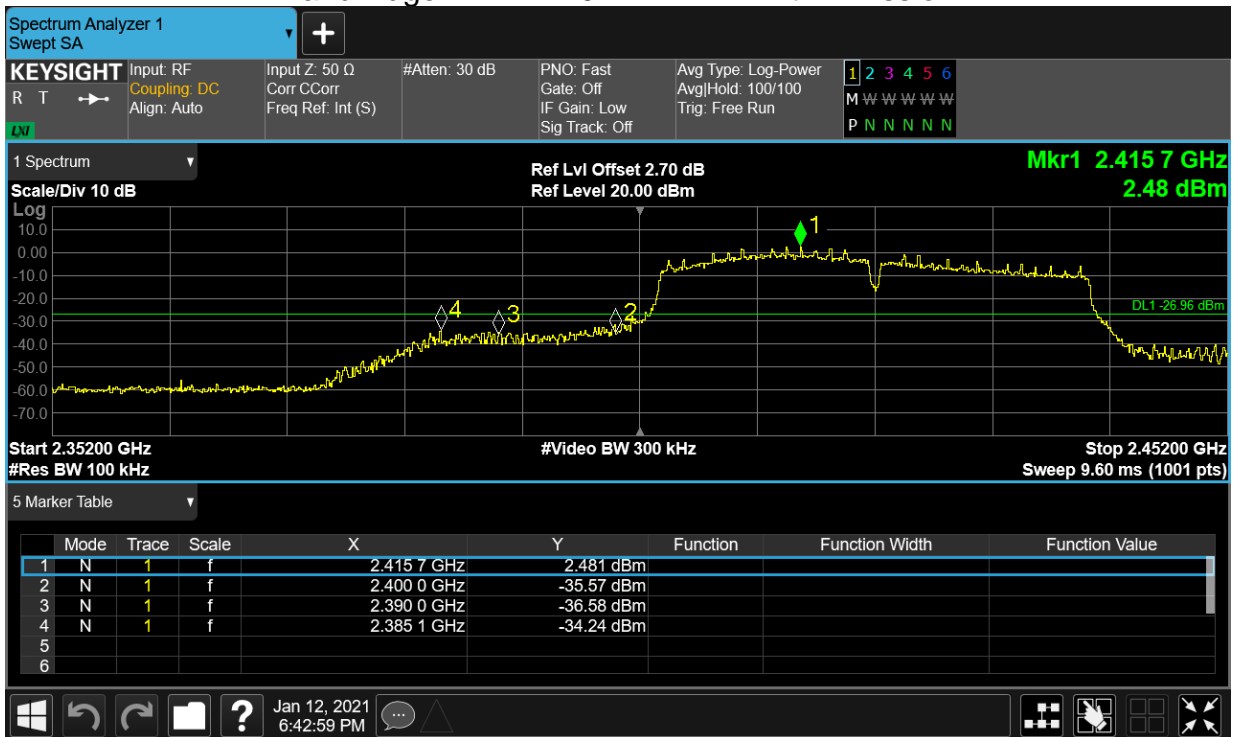 Spectrum Analyzer 1
Swept SA
+
KEYSIGHT
R T
LXI
Input: RF
Coupling: DC
Align: Auto
Input Z: 50 Ω
Corr CCorr
Freq Ref: Int (S)
#Atten: 30 dB
PNO: Fast
Gate: Off
IF Gain: Low
Sig Track: Off
Avg Type: Log-Power
Avg|Hold: 100/100
Trig: Free Run
1 2 3 4 5 6
M W W W W W
P N N N N N
1 Spectrum
Scale/Div 10 dB
Ref Lvl Offset 2.70 dB
Ref Level 20.00 dBm
Mkr1 2.415 7 GHz
2.48 dBm
Log
10.0
0.00
-10.0
-20.0
-30.0
-40.0
-50.0
-60.0
-70.0
1
4
3
2
DL1 -26.96 dBm
Start 2.35200 GHz
#Res BW 100 kHz
#Video BW 300 kHz
Stop 2.45200 GHz
Sweep 9.60 ms (1001 pts)
5 Marker Table
Mode Trace Scale X Y Function Function Width Function Value
1 N 1 f 2.415 7 GHz 2.481 dBm
2 N 1 f 2.400 0 GHz -35.57 dBm
3 N 1 f 2.390 0 GHz -36.58 dBm
4 N 1 f 2.385 1 GHz -34.24 dBm
5
6
?
Jan 12, 2021
6:42:59 PM